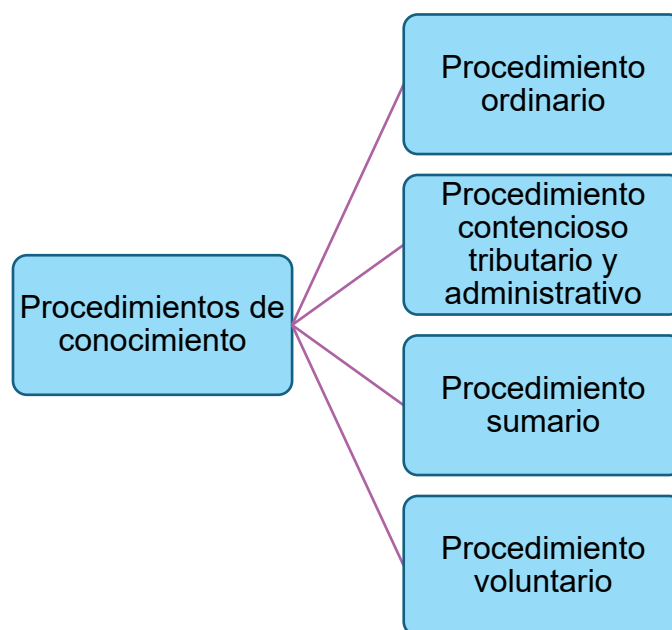 Procedimiento
ordinario
Procedimiento
contencioso
tributario y
administrativo
Procedimientos de
conocimiento
Procedimiento
sumario
Procedimiento
voluntario